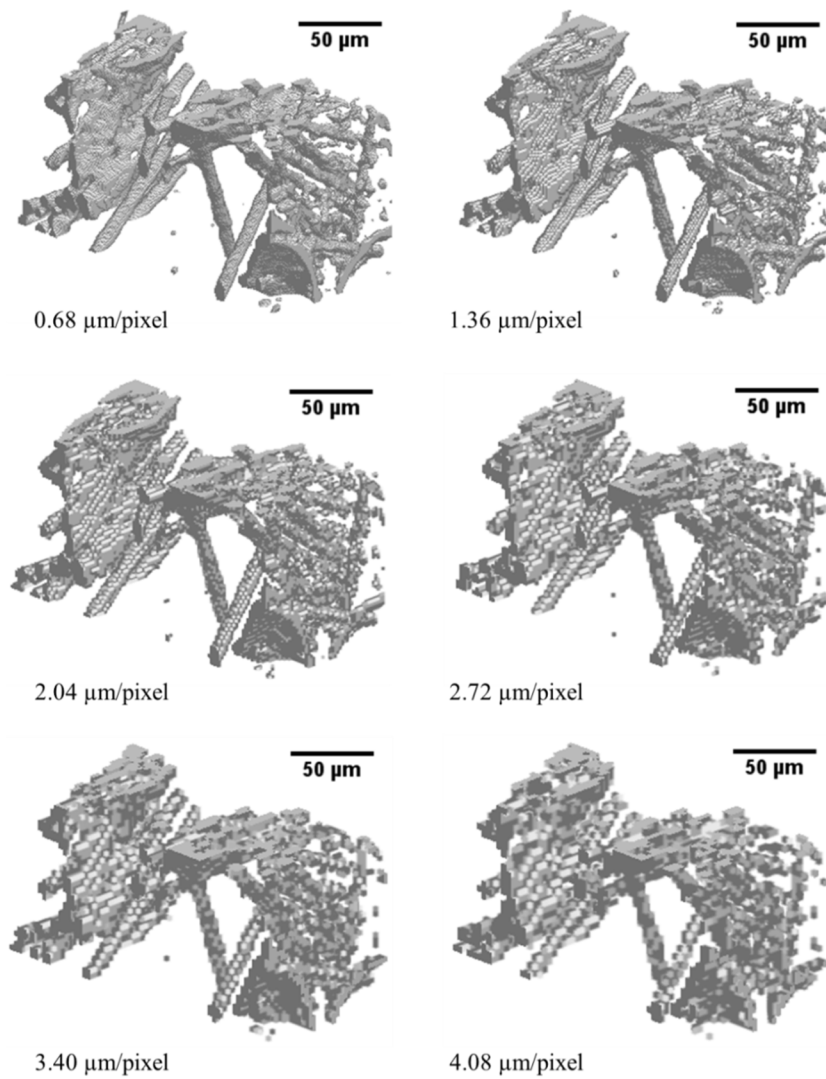 50 µm
50 µm
0.68 µm/pixel
1.36 µm/pixel
50 µm
50 µm
2.04 µm/pixel
2.72 µm/pixel
50 µm
50 µm
3.40 µm/pixel
4.08 µm/pixel